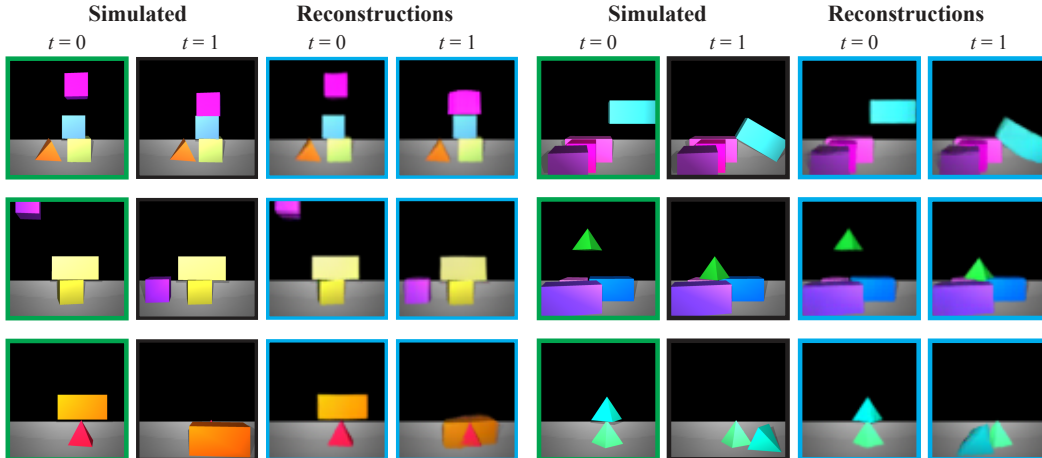 Simulated Reconstructions Simulated Reconstructions
t = 0 t = 1 t = 0 t = 1 t = 0 t = 1 t = 0 t = 1